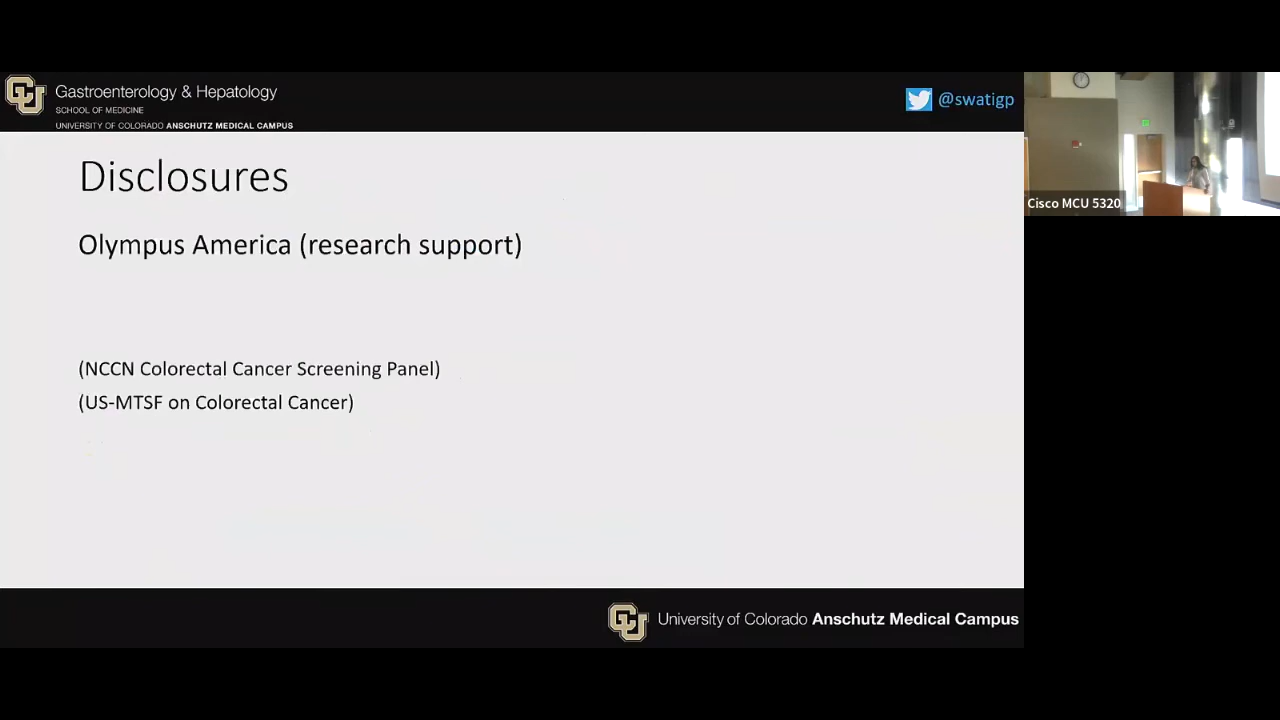 Gastroenterology & Hepatology
SCHOOL OF MEDICINE
UNIVERSITY OF COLORADO ANSCHUTZ MEDICAL CAMPUS
@swatigp
Cisco MCU 5320
Disclosures
Olympus America (research support)
(NCCN Colorectal Cancer Screening Panel)
(US-MTSF on Colorectal Cancer)
University of Colorado Anschutz Medical Campus